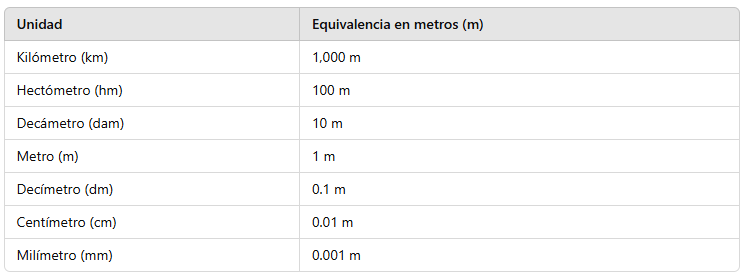 Unidad Equivalencia en metros (m)
Kilómetro (km) 1,000 m
Hectómetro (hm) 100 m
Decámetro (dam) 10 m
Metro (m) 1 m
Decímetro (dm) 0.1 m
Centímetro (cm) 0.01 m
Milímetro (mm) 0.001 m